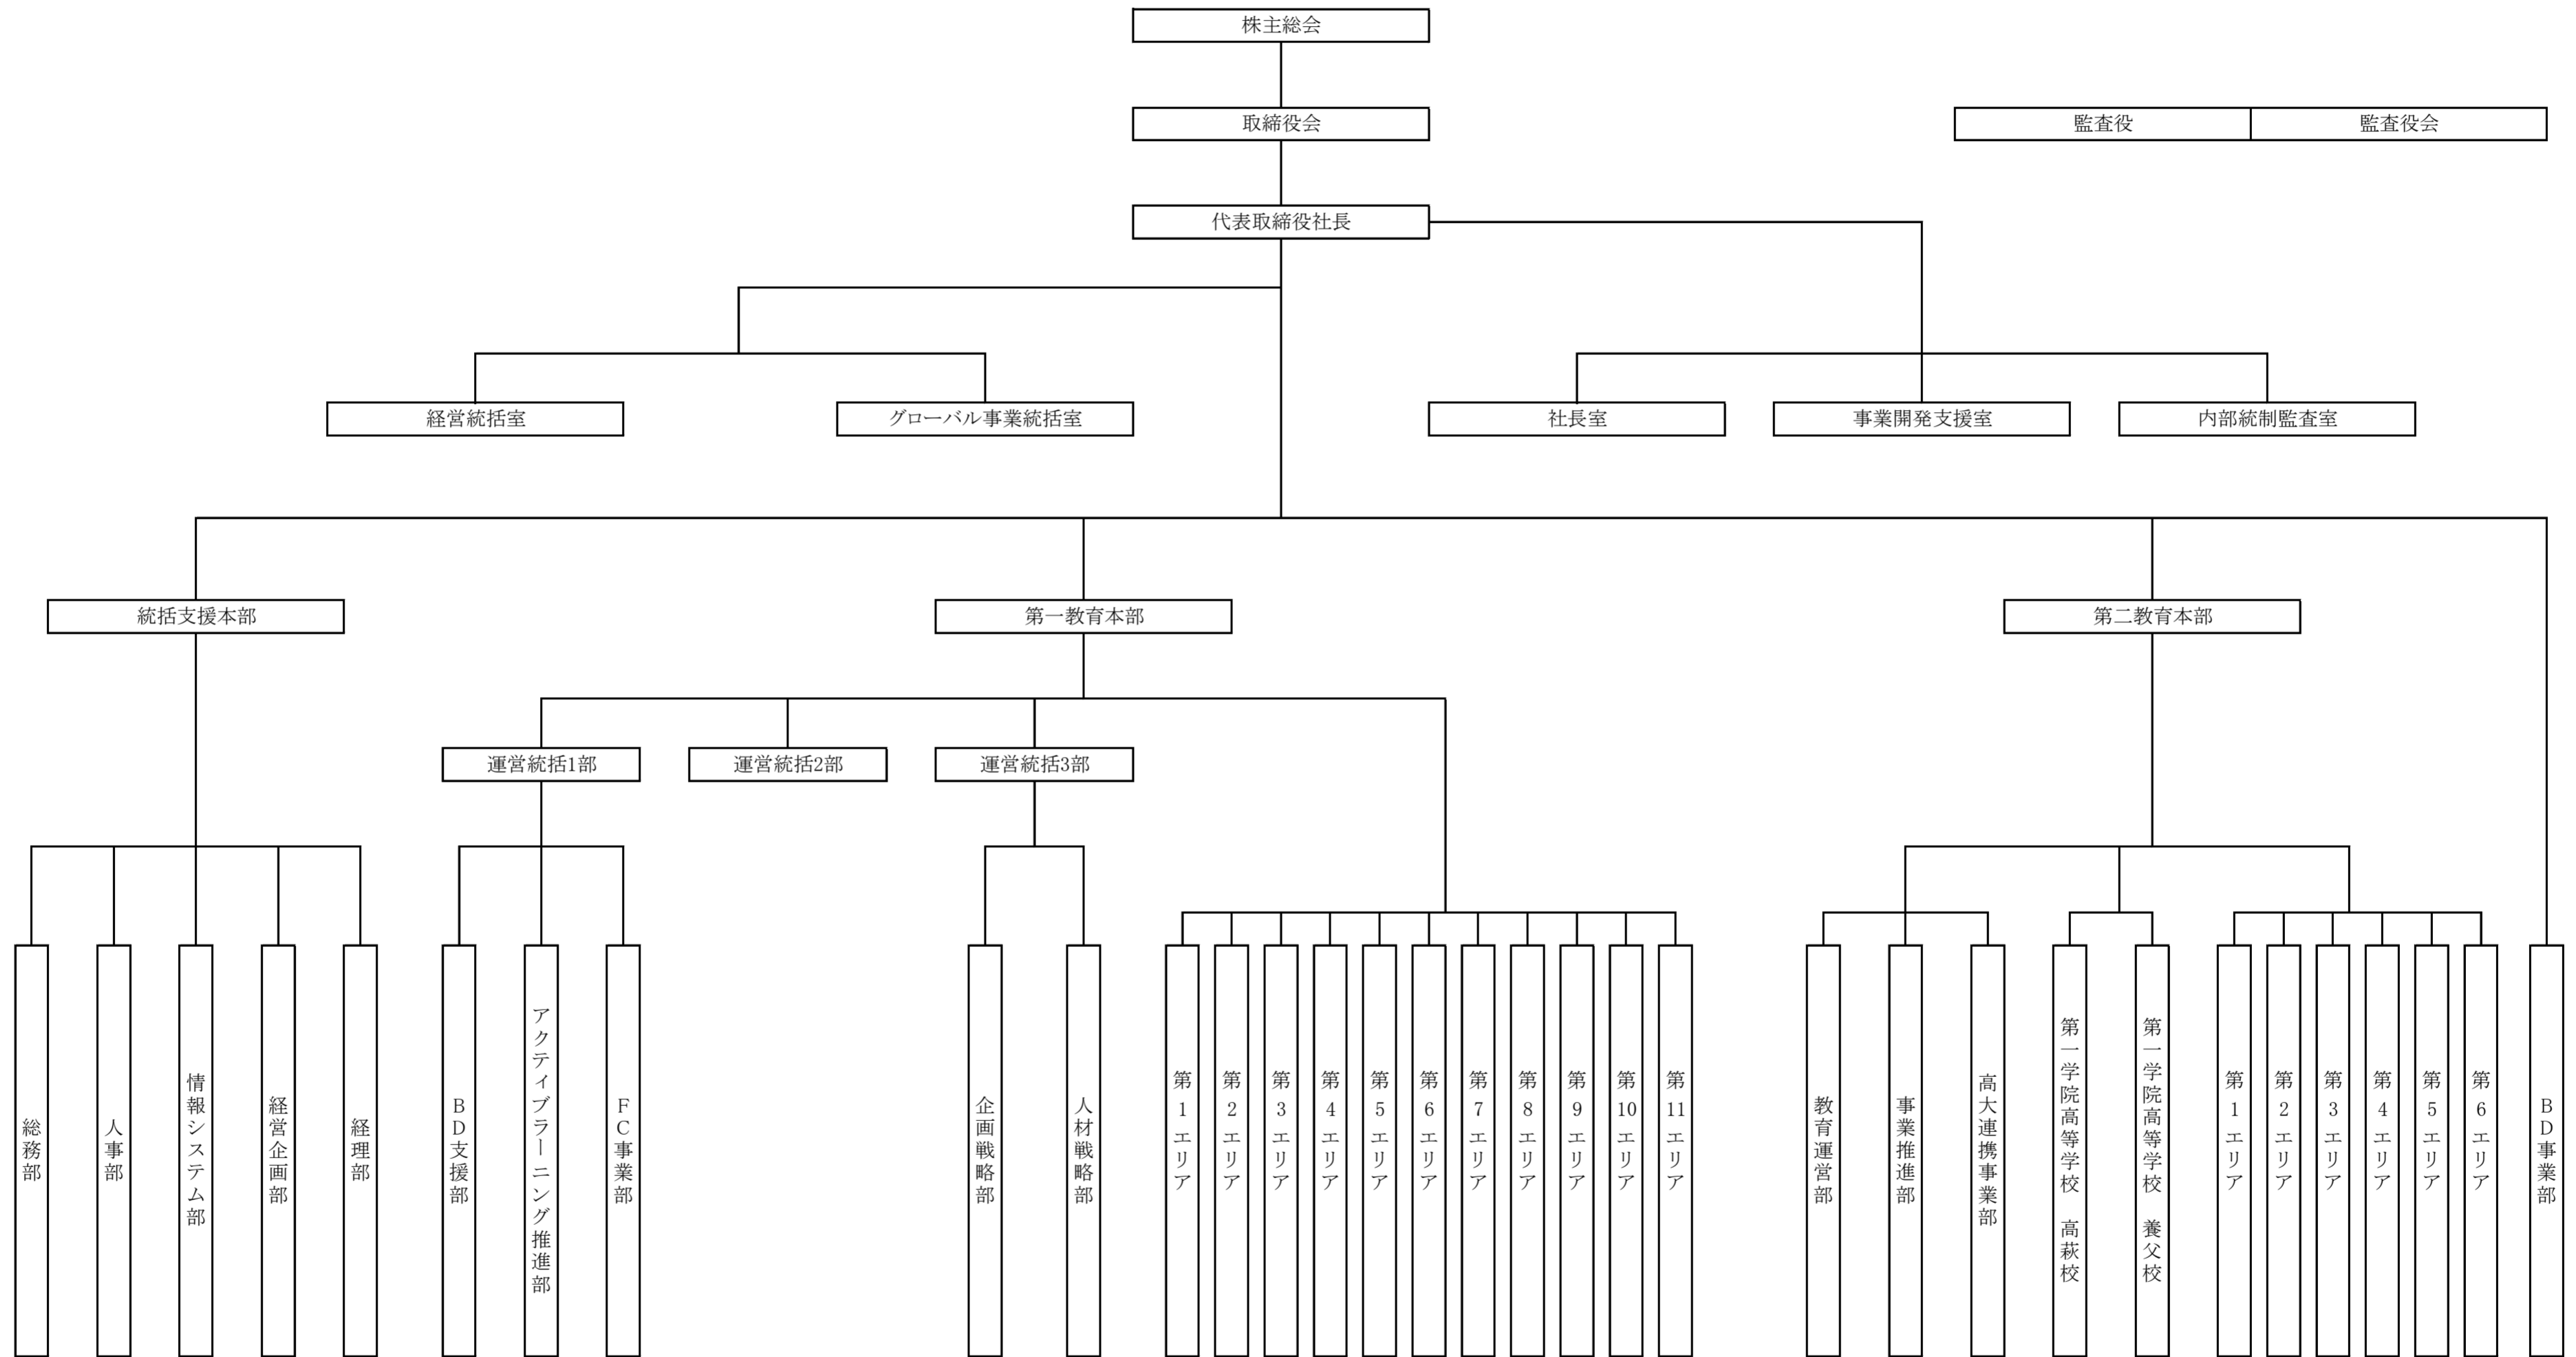 株主総会
取締役会
監査役
監査役会
代表取締役社長
経営統括室
グローバル事業統括室
社長室
事業開発支援室
内部統制監査室
統括支援本部
第一教育本部
第二教育本部
運営統括1部
運営統括2部
運営統括3部
総務部
人事部
情報システム部
経営企画部
経理部
BD支援部
アクティブラーニング推進部
FC事業部
企画戦略部
人材戦略部
第1エリア
第2エリア
第3エリア
第4エリア
第5エリア
第6エリア
第7エリア
第8エリア
第9エリア
第10エリア
第11エリア
教育運営部
事業推進部
高大連携事業部
第一学院高等学校 高萩校
第一学院高等学校 養父校
第1エリア
第2エリア
第3エリア
第4エリア
第5エリア
第6エリア
BD事業部